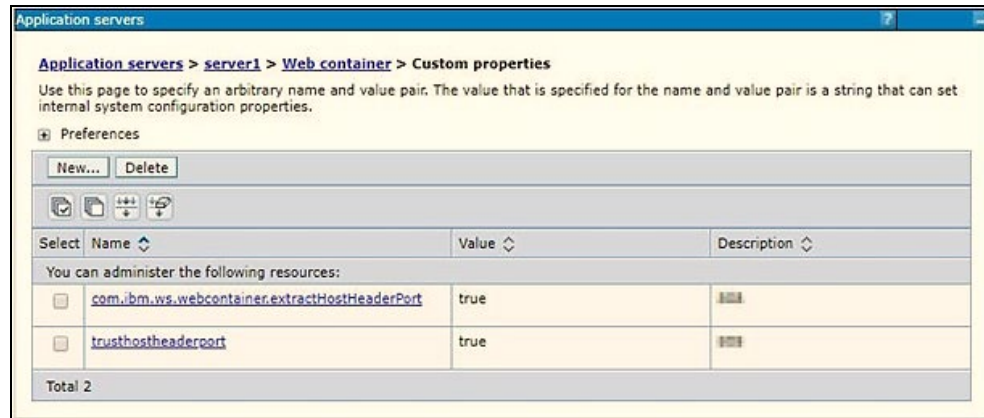 Application servers ? –
Application servers > server1 > Web container > Custom properties
Use this page to specify an arbitrary name and value pair. The value that is specified for the name and value pair is a string that can set
internal system configuration properties.
+ Preferences
New... Delete
Select Name Value Description
You can administer the following resources:
com.ibm.ws.webcontainer.extractHostHeaderPort true
trusthostheaderport true
Total 2